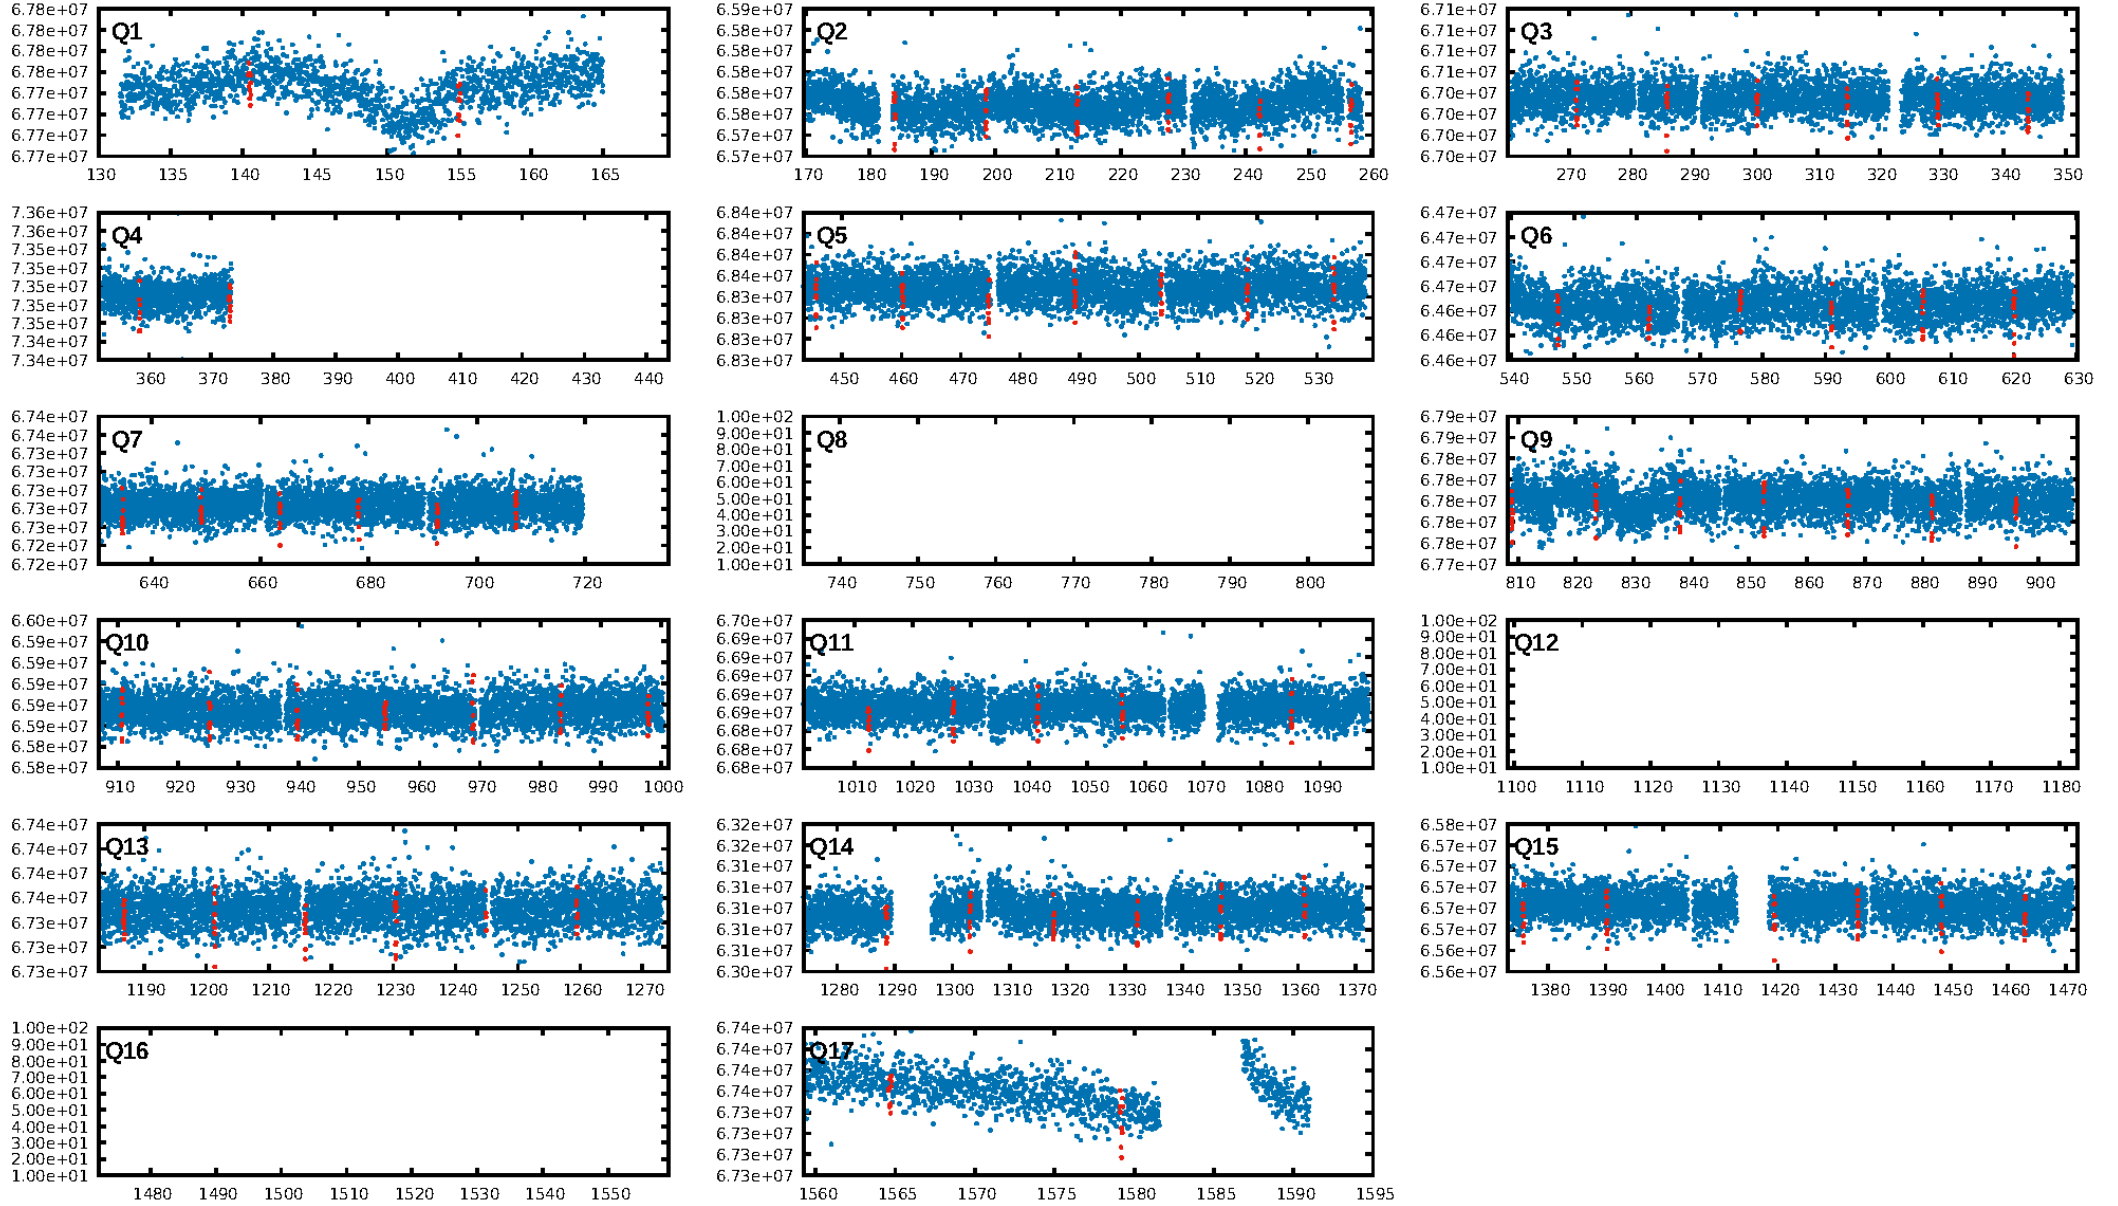 Q1
6.78e+07
6.78e+07
6.78e+07
6.78e+07
6.77e+07
6.77e+07
6.77e+07
6.77e+07
130 135 140 145 150 155 160 165
Q2
6.59e+07
6.58e+07
6.58e+07
6.58e+07
6.58e+07
6.58e+07
6.57e+07
6.57e+07
170 180 190 200 210 220 230 240 250 260
Q3
6.71e+07
6.71e+07
6.71e+07
6.71e+07
6.70e+07
6.70e+07
6.70e+07
6.70e+07
270 280 290 300 310 320 330 340 350
Q4
7.36e+07
7.36e+07
7.35e+07
7.35e+07
7.35e+07
7.35e+07
7.35e+07
7.34e+07
7.34e+07
360 370 380 390 400 410 420 430 440
Q5
6.84e+07
6.84e+07
6.84e+07
6.84e+07
6.83e+07
6.83e+07
6.83e+07
6.83e+07
450 460 470 480 490 500 510 520 530
Q6
6.47e+07
6.47e+07
6.47e+07
6.47e+07
6.46e+07
6.46e+07
6.46e+07
540 550 560 570 580 590 600 610 620 630
Q7
6.74e+07
6.74e+07
6.73e+07
6.73e+07
6.73e+07
6.73e+07
6.73e+07
6.72e+07
6.72e+07
640 660 680 700 720
Q8
1.00e+02
9.00e+01
8.00e+01
7.00e+01
6.00e+01
5.00e+01
4.00e+01
3.00e+01
2.00e+01
1.00e+01
740 750 760 770 780 790 800
Q9
6.79e+07
6.79e+07
6.78e+07
6.78e+07
6.78e+07
6.78e+07
6.78e+07
6.77e+07
810 820 830 840 850 860 870 880 890 900
Q10
6.60e+07
6.59e+07
6.59e+07
6.59e+07
6.59e+07
6.59e+07
6.58e+07
6.58e+07
910 920 930 940 950 960 970 980 990 1000
Q11
6.70e+07
6.69e+07
6.69e+07
6.69e+07
6.69e+07
6.69e+07
6.68e+07
6.68e+07
6.68e+07
1010 1020 1030 1040 1050 1060 1070 1080 1090
Q12
1.00e+02
9.00e+01
8.00e+01
7.00e+01
6.00e+01
5.00e+01
4.00e+01
3.00e+01
2.00e+01
1.00e+01
1100 1110 1120 1130 1140 1150 1160 1170 1180
Q13
6.74e+07
6.74e+07
6.74e+07
6.74e+07
6.73e+07
6.73e+07
6.73e+07
1190 1200 1210 1220 1230 1240 1250 1260 1270
Q14
6.32e+07
6.32e+07
6.31e+07
6.31e+07
6.31e+07
6.31e+07
6.31e+07
6.30e+07
1280 1290 1300 1310 1320 1330 1340 1350 1360 1370
Q15
6.58e+07
6.57e+07
6.57e+07
6.57e+07
6.57e+07
6.57e+07
6.56e+07
6.56e+07
1380 1390 1400 1410 1420 1430 1440 1450 1460 1470
Q16
1.00e+02
9.00e+01
8.00e+01
7.00e+01
6.00e+01
5.00e+01
4.00e+01
3.00e+01
2.00e+01
1.00e+01
1480 1490 1500 1510 1520 1530 1540 1550
Q17
6.74e+07
6.74e+07
6.74e+07
6.74e+07
6.73e+07
6.73e+07
6.73e+07
6.73e+07
1560 1565 1570 1575 1580 1585 1590 1595